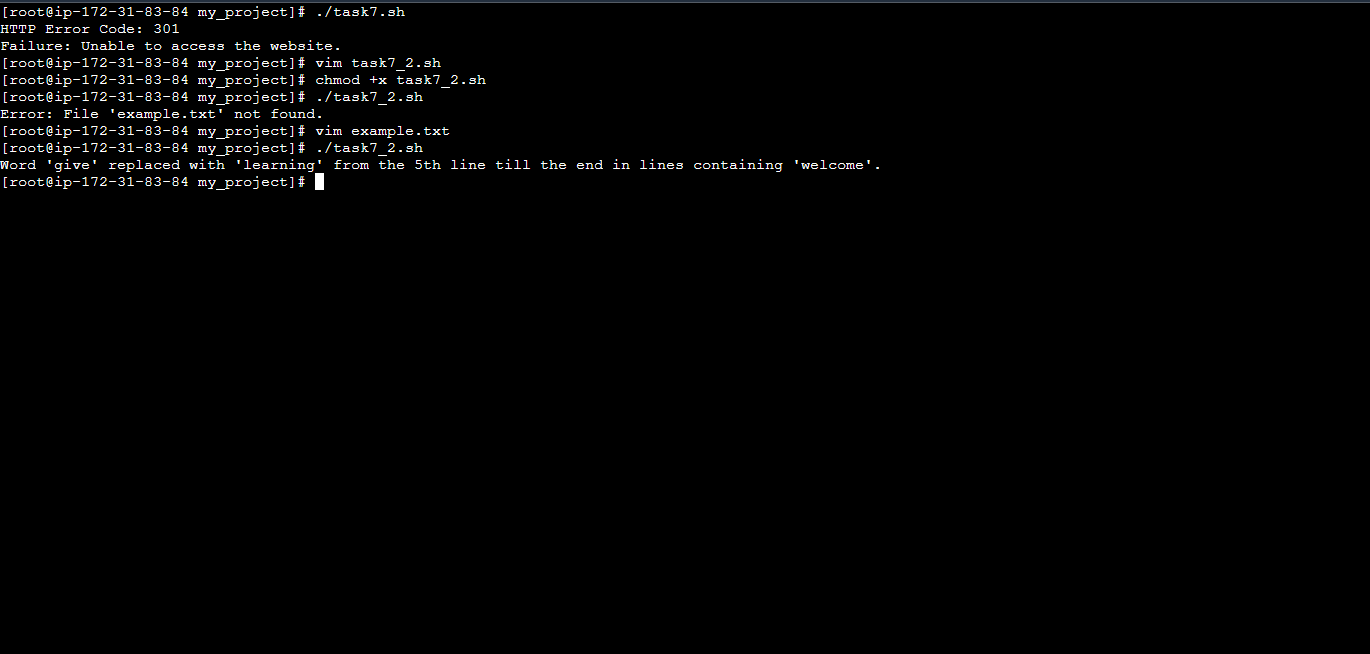 [root@ip-172-31-83-84 my_project]# ./task7.sh
HTTP Error Code: 301
Failure: Unable to access the website.
[root@ip-172-31-83-84 my_project]# vim task7_2.sh
[root@ip-172-31-83-84 my_project]# chmod +x task7_2.sh
[root@ip-172-31-83-84 my_project]# ./task7_2.sh
Error: File 'example.txt' not found.
[root@ip-172-31-83-84 my_project]# vim example.txt
[root@ip-172-31-83-84 my_project]# ./task7_2.sh
Word 'give' replaced with 'learning' from the 5th line till the end in lines containing 'welcome'.
[root@ip-172-31-83-84 my_project]#